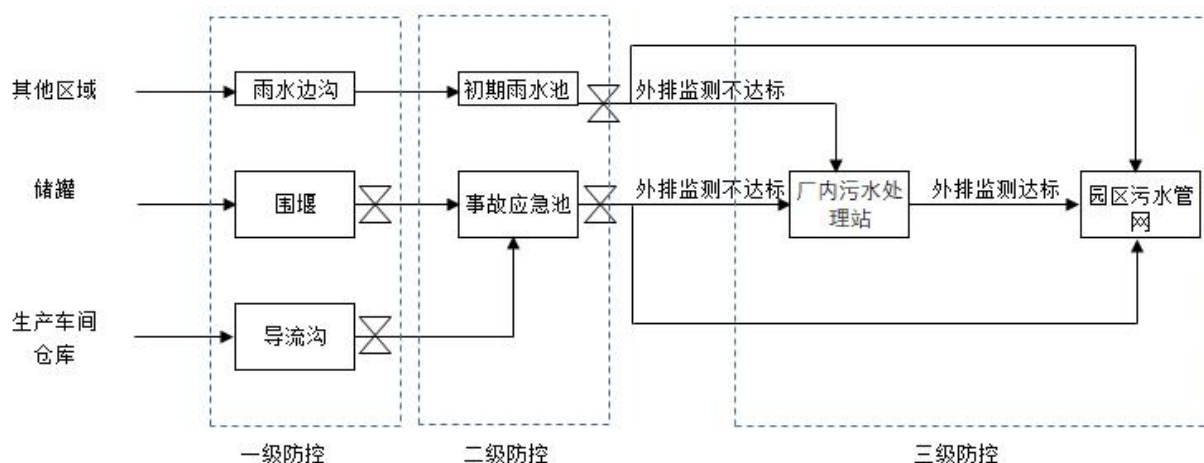 其他区域
雨水边沟
初期雨水池
外排监测不达标
储罐
围堰
事故应急池
外排监测不达标
厂内污水处
理站
外排监测达标
园区污水管
网
生产车间
仓库
导流沟
一级防控
二级防控
三级防控